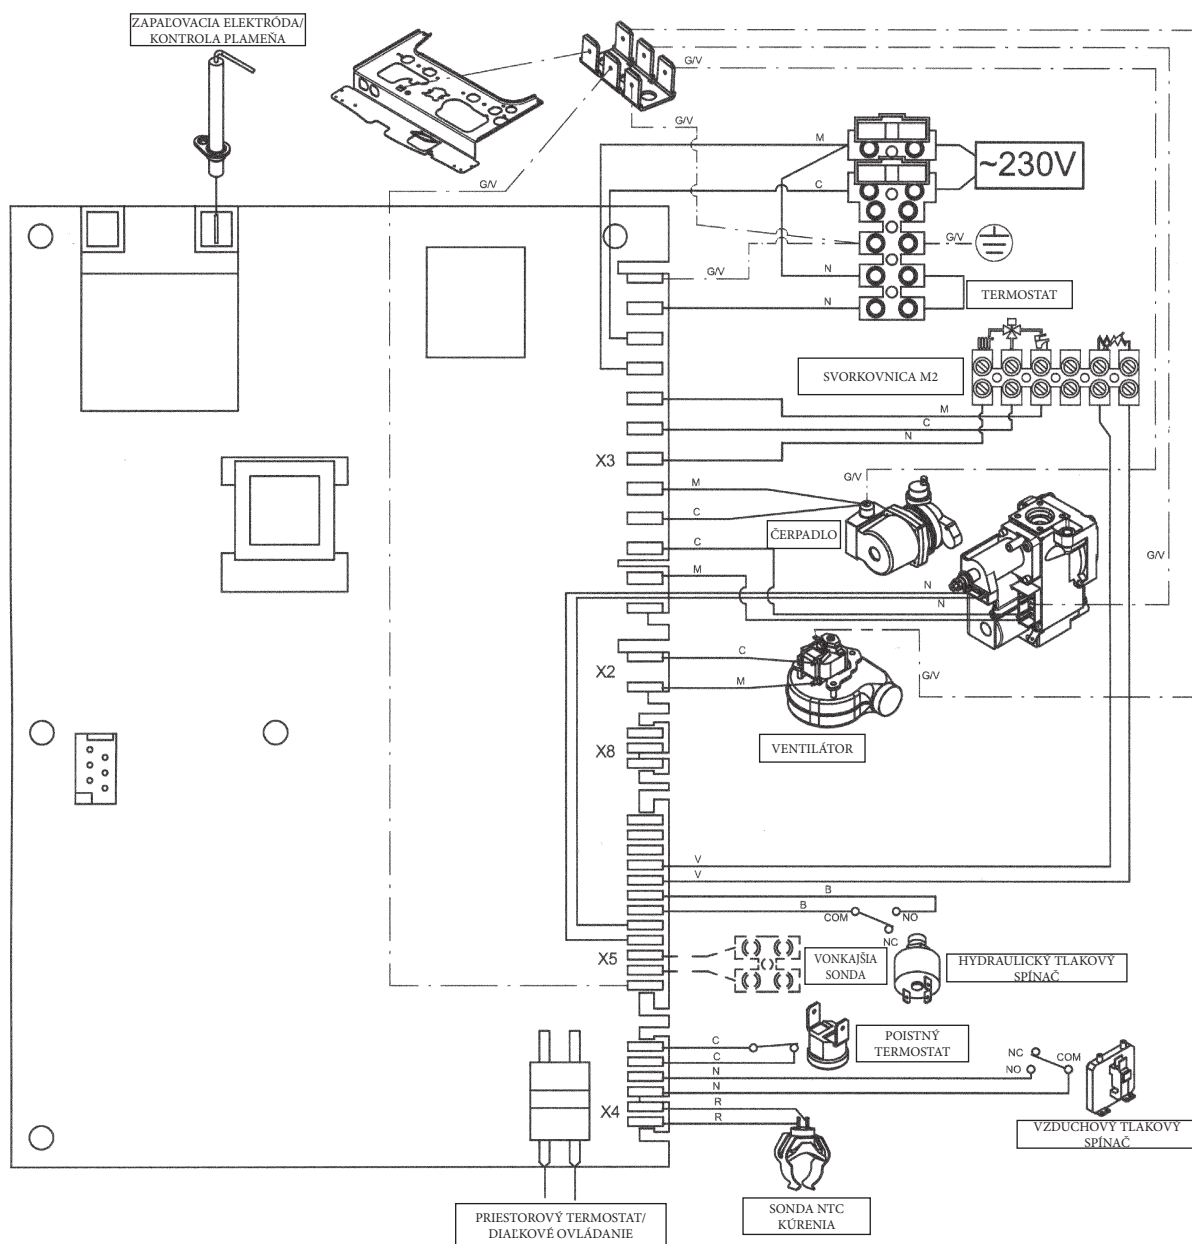 ZAPAĽOVACIA ELEKTRÓDA/
KONTROLA PLAMEŇA
G/V
G/V
G/V
M
C
~230V
G/V
G/V
N
N
TERMOSTAT
SVORKOVNICA M2
M
C
N
X3
G/V
M
C
ČERPADLO
C
M
N
N
G/V
X2
C
M
G/V
VENTILÁTOR
X8
V
V
B
B
COM
NO
NC
X5
VONKAJŠIA
SONDA
HYDRAULICKÝ TLAKOVÝ
SPÍNAČ
C
C
POISTNÝ
TERMOSTAT
N
N
NC
NO
COM
X4
R
R
VZDUCHOVÝ TLAKOVÝ
SPÍNAČ
SONDA NTC
KÚRENIA
PRIESTOROVÝ TERMOSTAT/
DIAĽKOVÉ OVLÁDANIE